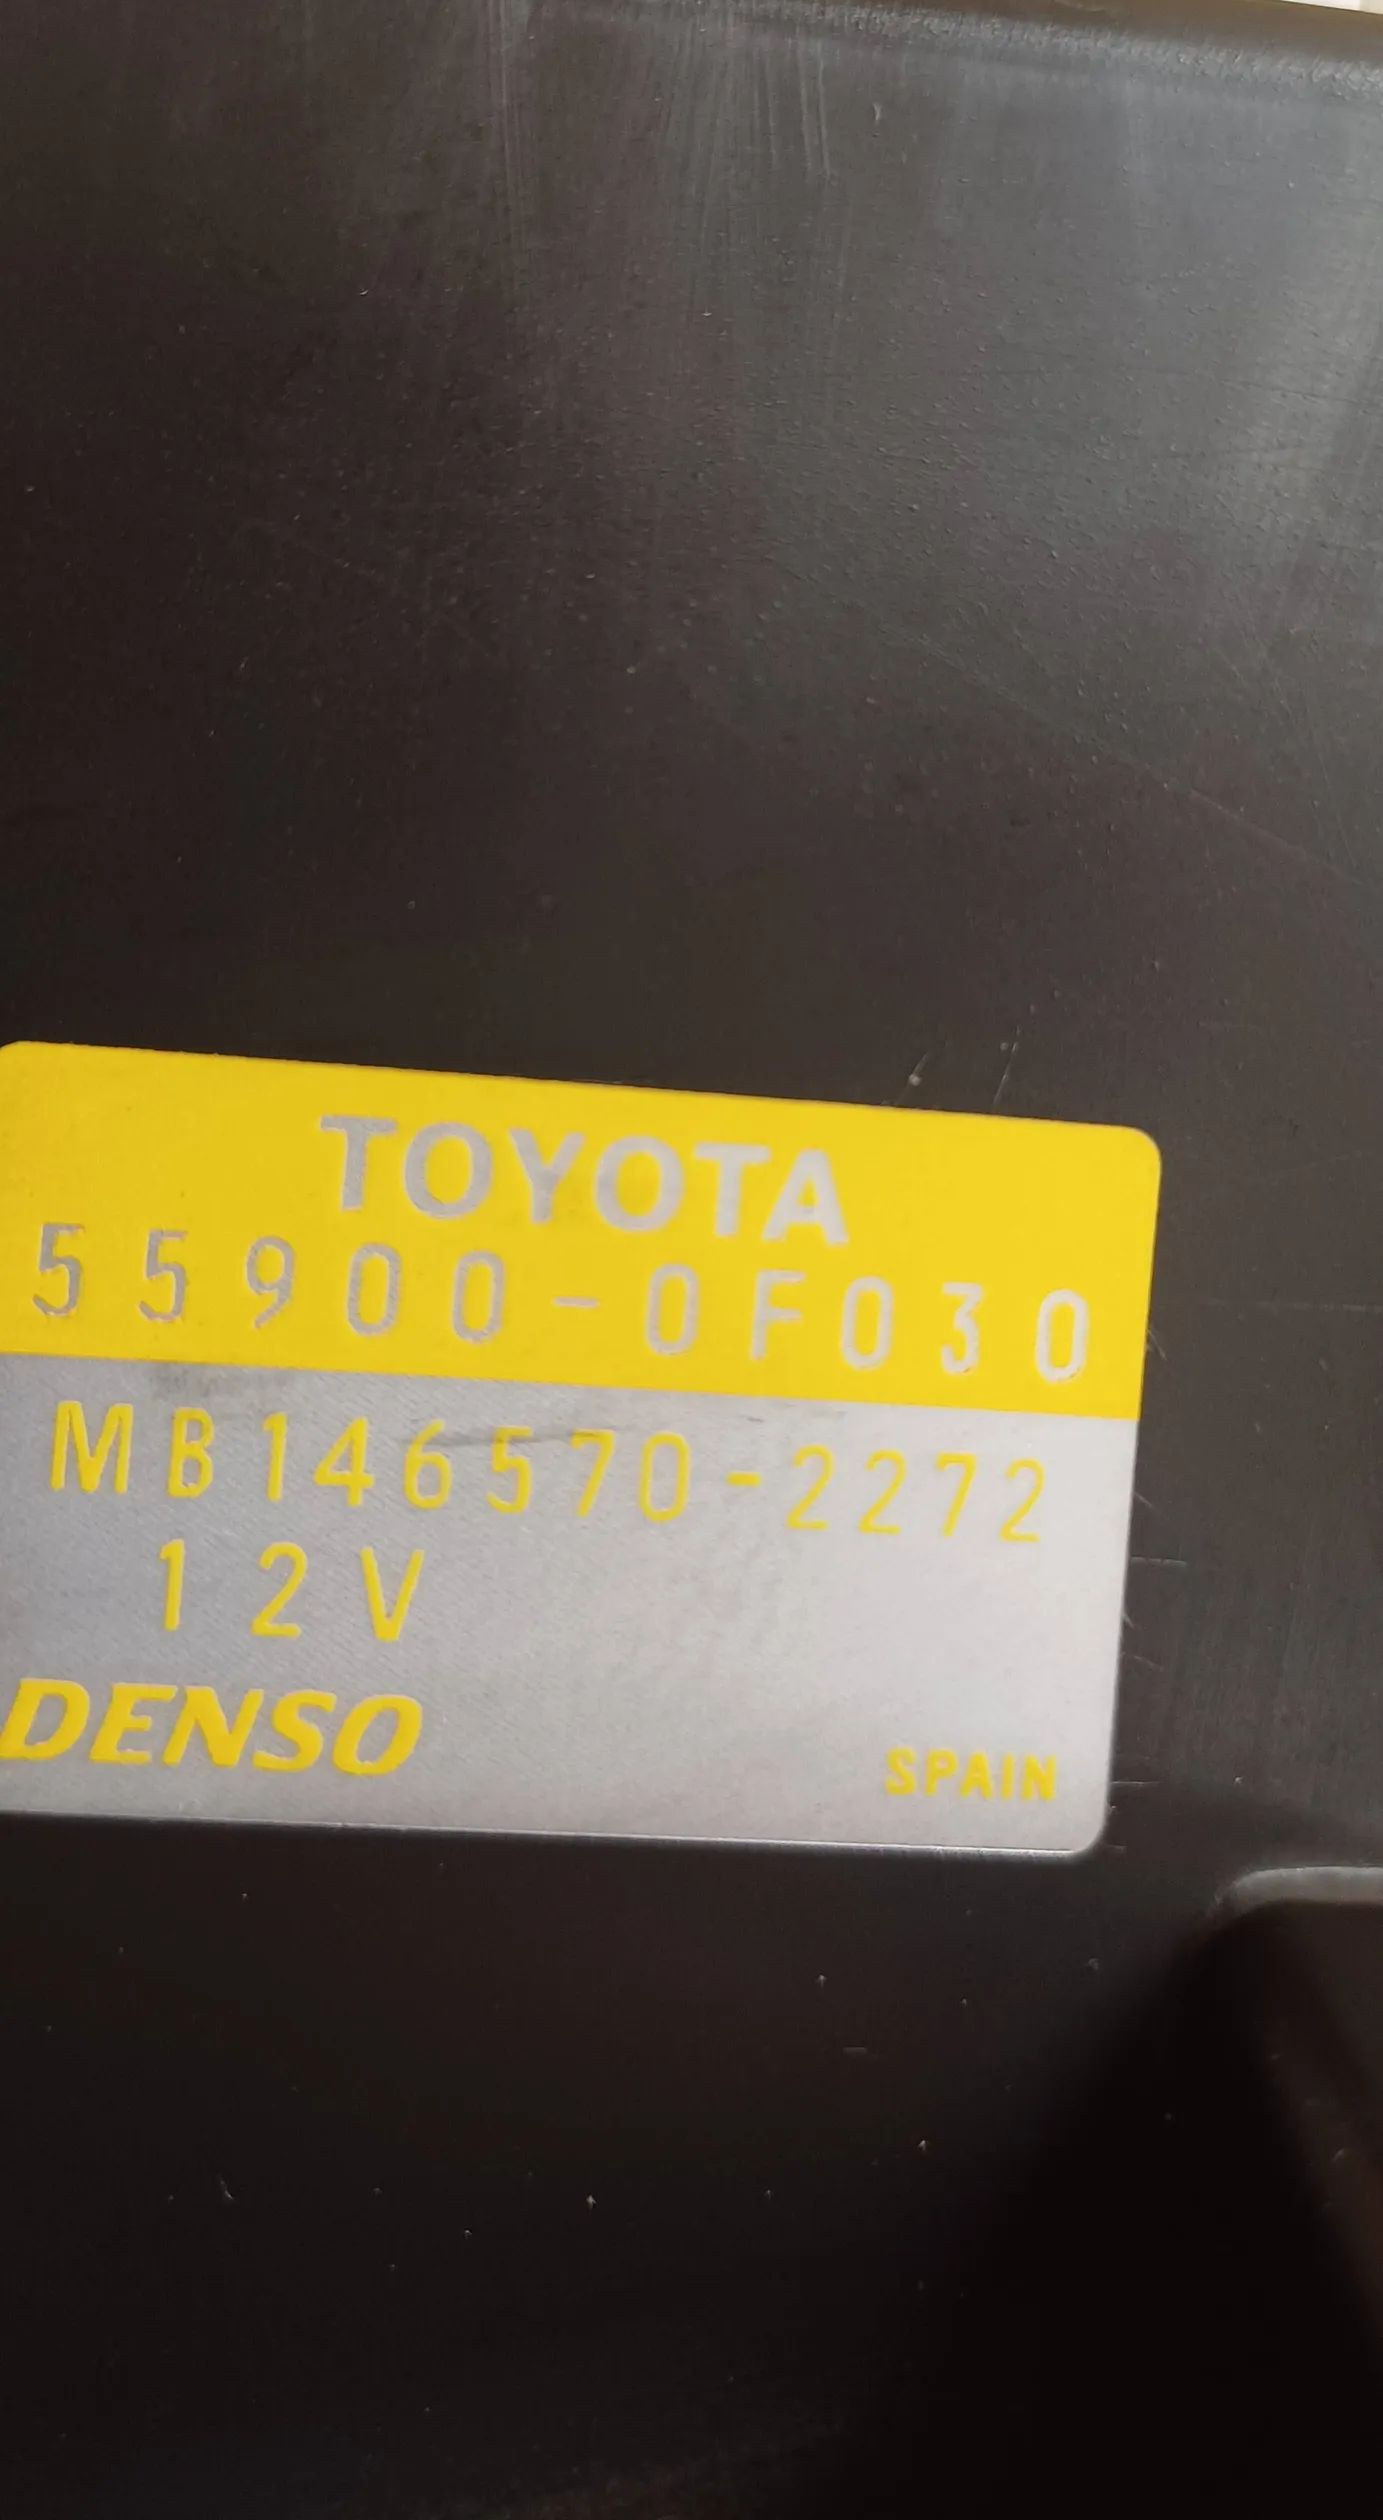 TOYOTA
55900-0F030
MB146570-2272
12V
DENSO
SPAIN